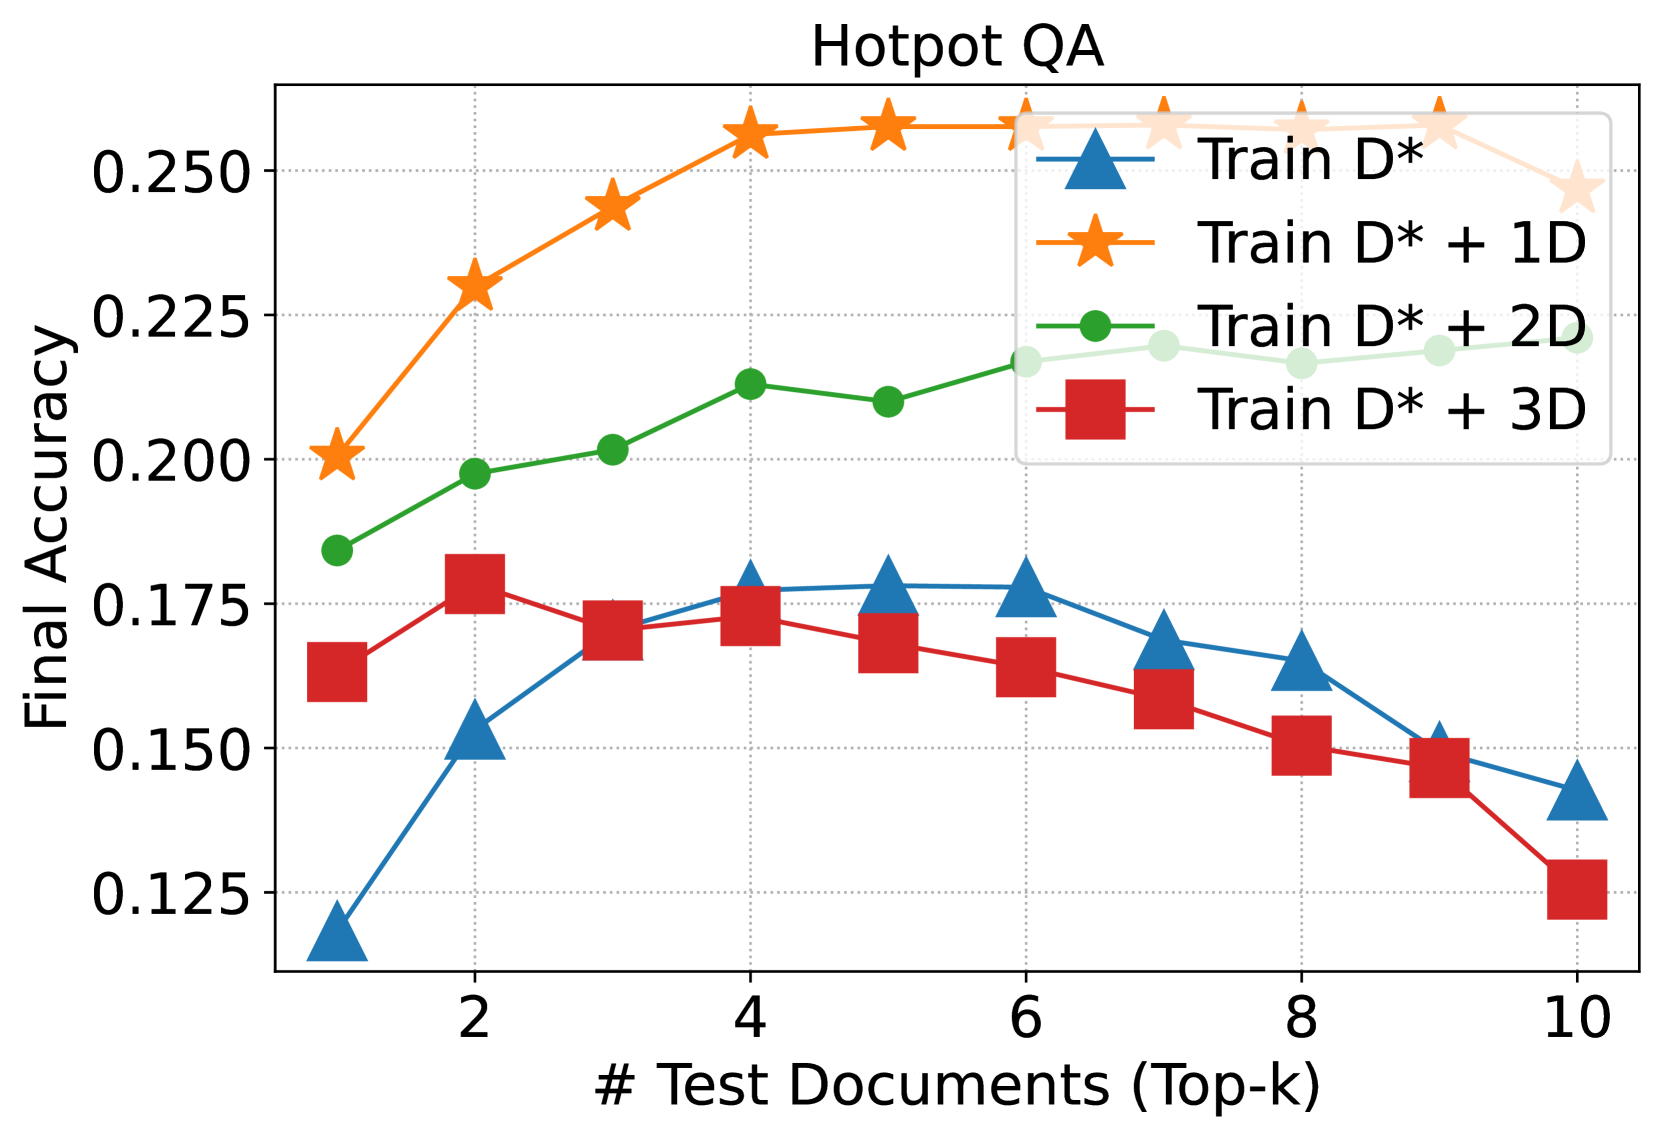 Hotpot QA
Final Accuracy
0.250
0.225
0.200
0.175
0.150
0.125
Train D*
Train D* + 1D
Train D* + 2D
Train D* + 3D
2 4 6 8 10
# Test Documents (Top-k)